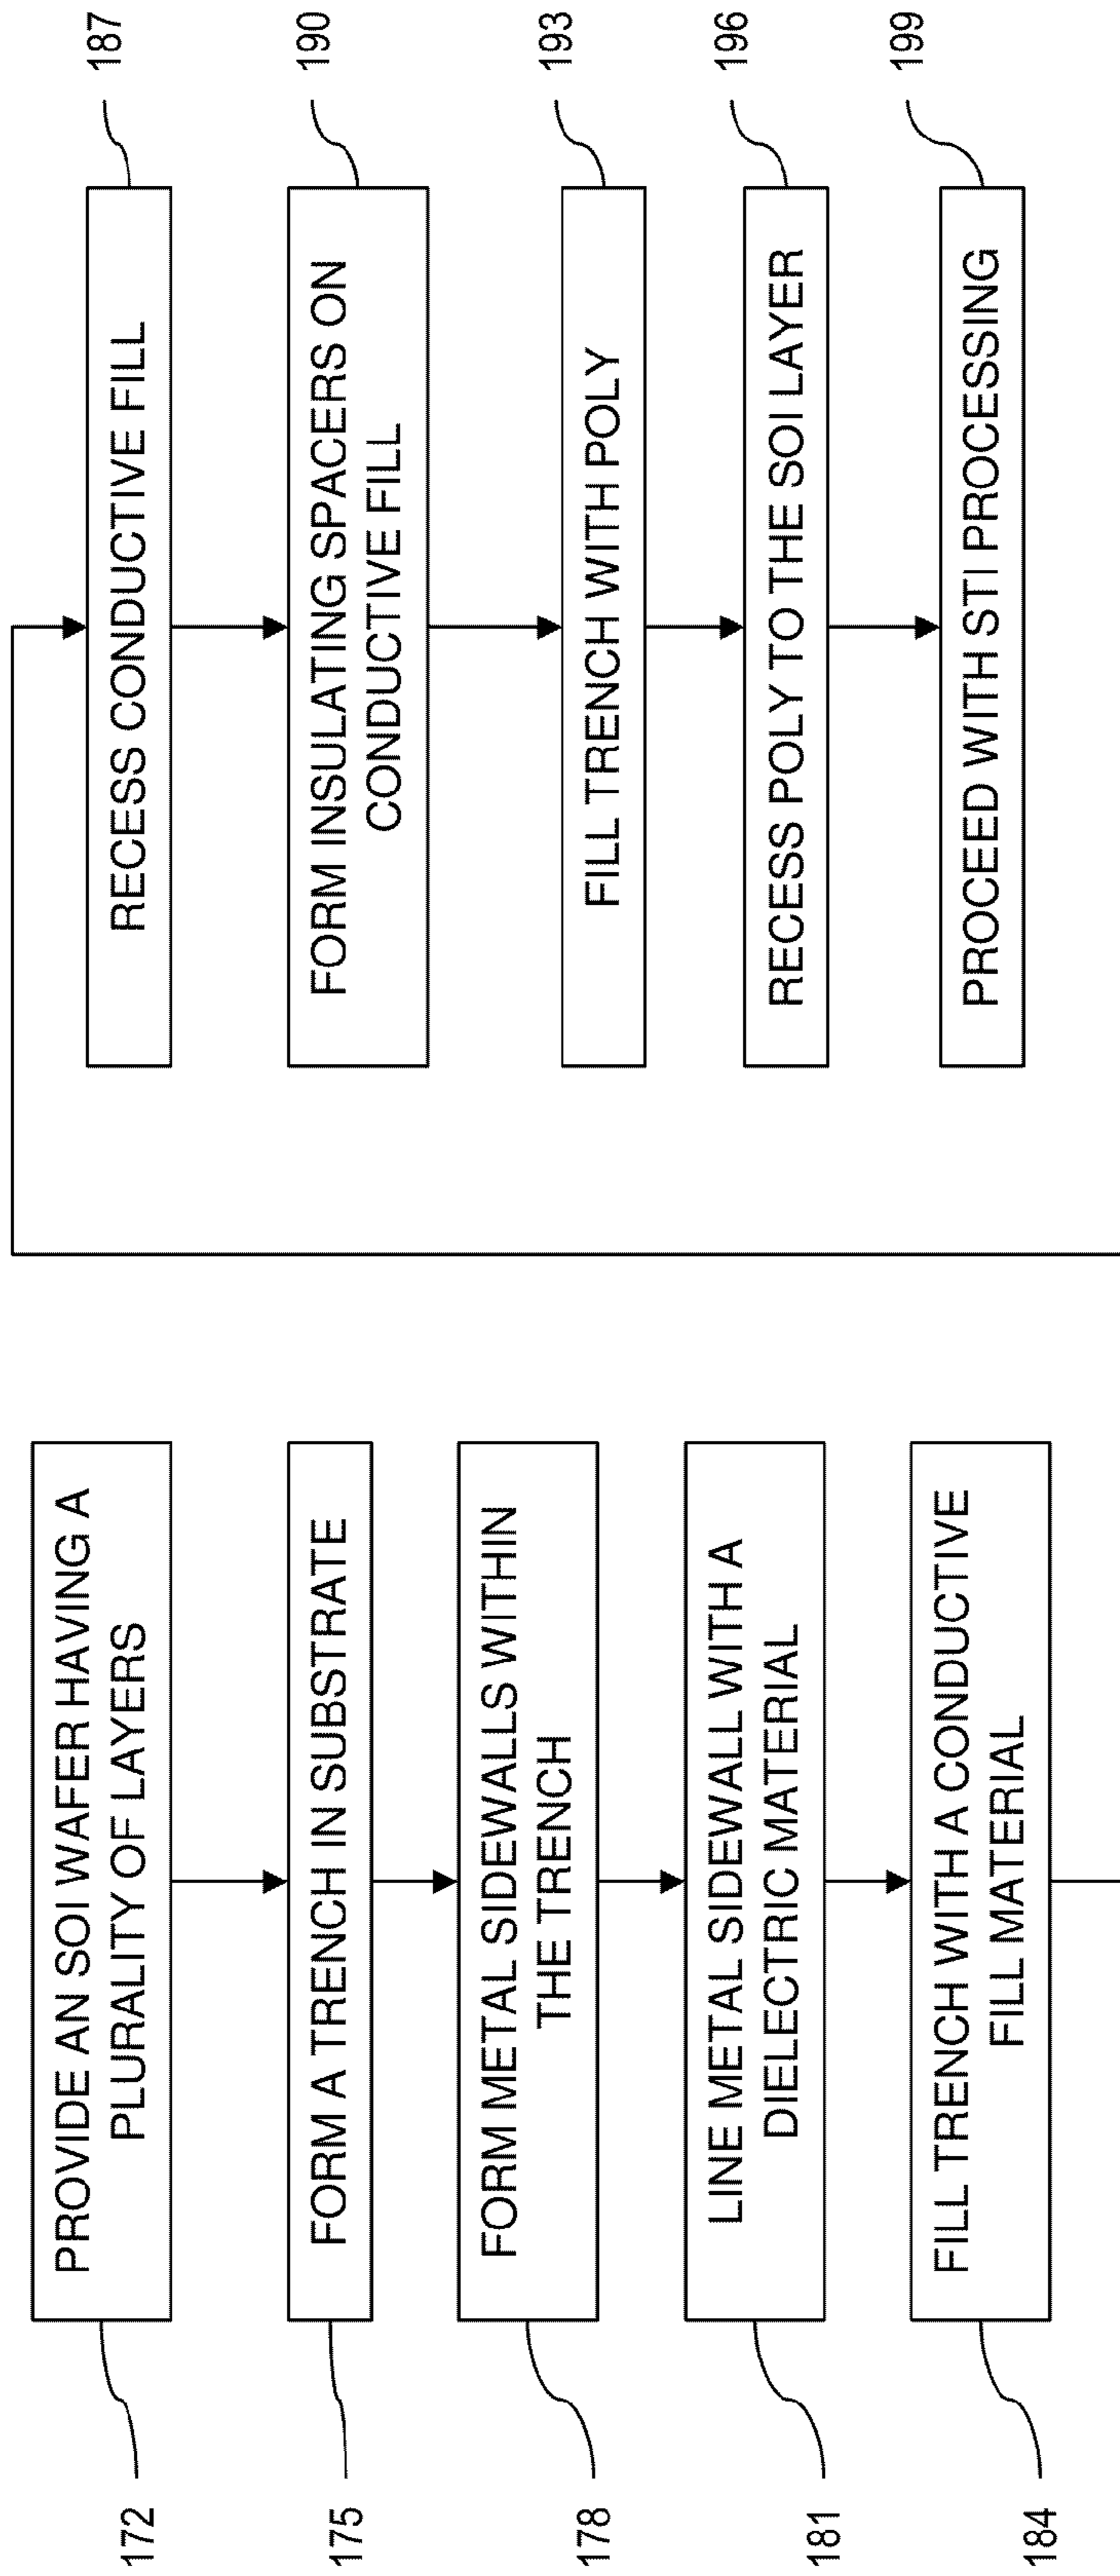 172
PROVIDE AN SOI WAFER HAVING A
PLURALITY OF LAYERS
175
FORM A TRENCH IN SUBSTRATE
178
FORM METAL SIDEWALLS WITHIN
THE TRENCH
181
LINE METAL SIDEWALL WITH A
DIELECTRIC MATERIAL
184
FILL TRENCH WITH A CONDUCTIVE
FILL MATERIAL
RECESS CONDUCTIVE FILL
187
FORM INSULATING SPACERS ON
CONDUCTIVE FILL
190
FILL TRENCH WITH POLY
193
RECESS POLY TO THE SOI LAYER
196
PROCEED WITH STI PROCESSING
199